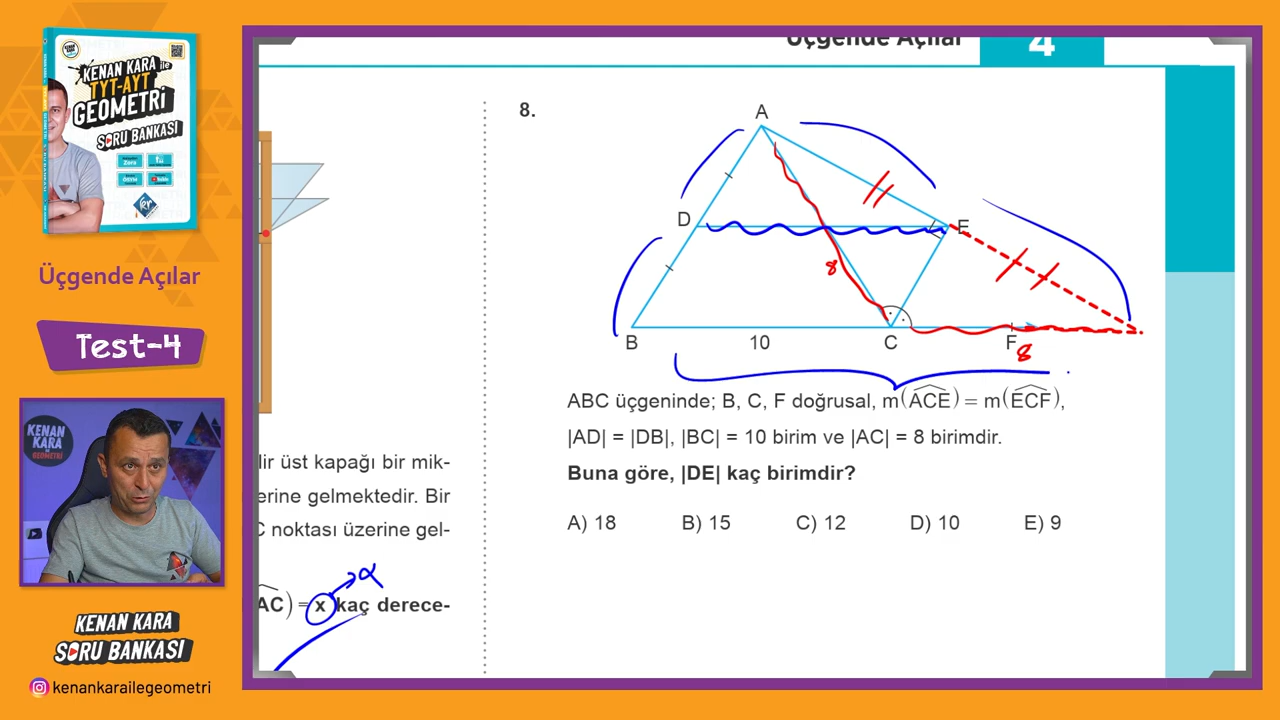 KENAN KARA ile
TYT-AYT
GEOMETRİ
SORU BANKASI
Üçgende Açılar
Test-4
KENAN
KARA
GEOMETRİ
KENAN KARA
SORU BANKASI
kenankarailegeometri
Üçgende Açılar
4
lir üst kapağı bir mik-
erine gelmektedir. Bir
C noktası üzerine gel-
α
AC) = x kaç derece-
8.
A
D
E
8
B
10
C
F
8
ABC üçgeninde; B, C, F doğrusal, m(ACE) = m(ECF),
|AD| = |DB|, |BC| = 10 birim ve |AC| = 8 birimdir.
Buna göre, |DE| kaç birimdir?
A) 18 B) 15 C) 12 D) 10 E) 9